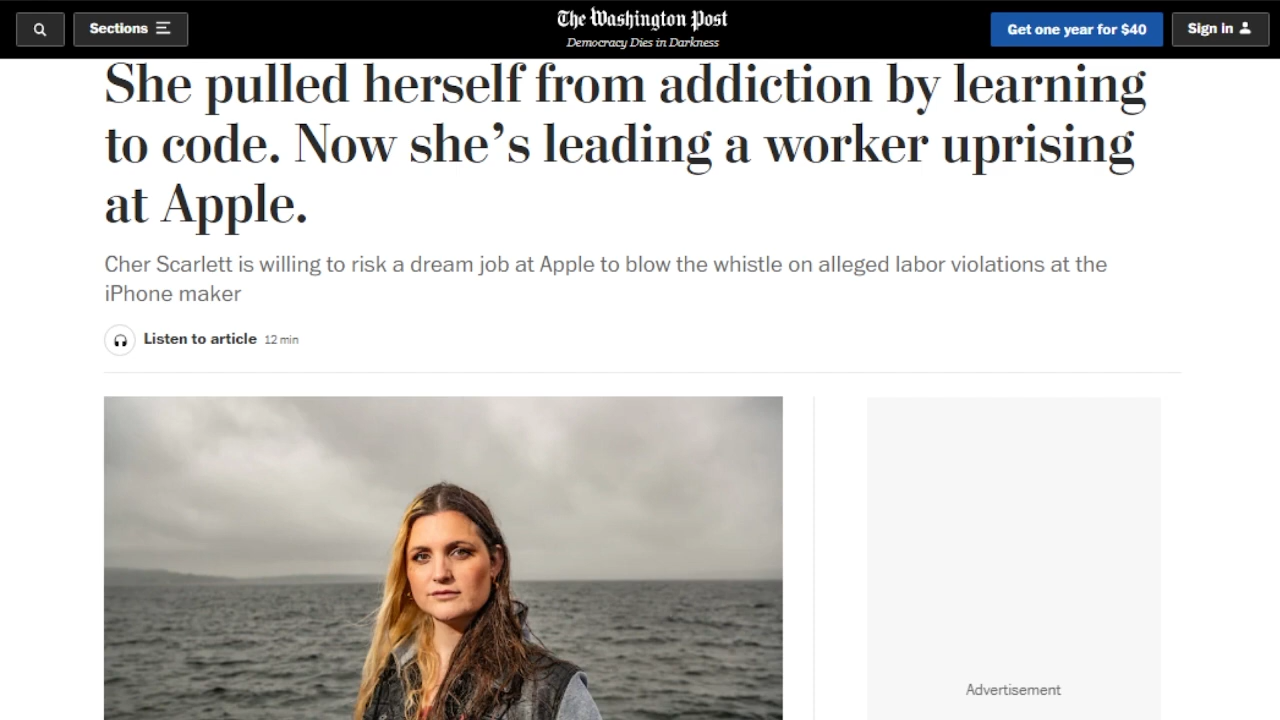 Sections
The Washington Post
Democracy Dies in Darkness
Get one year for $40
Sign in
She pulled herself from addiction by learning
to code. Now she’s leading a worker uprising
at Apple.
Cher Scarlett is willing to risk a dream job at Apple to blow the whistle on alleged labor violations at the
iPhone maker
Listen to article 12 min
Advertisement